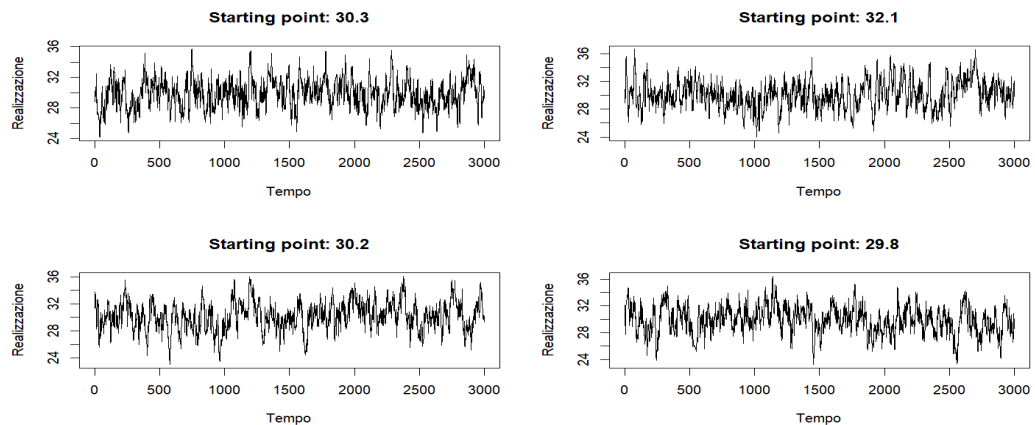 Starting point: 30.3
Realizzazione
24 28 32 36
0 500 1000 1500 2000 2500 3000
Tempo
Starting point: 32.1
Realizzazione
24 28 32 36
0 500 1000 1500 2000 2500 3000
Tempo
Starting point: 30.2
Realizzazione
24 28 32 36
0 500 1000 1500 2000 2500 3000
Tempo
Starting point: 29.8
Realizzazione
24 28 32 36
0 500 1000 1500 2000 2500 3000
Tempo